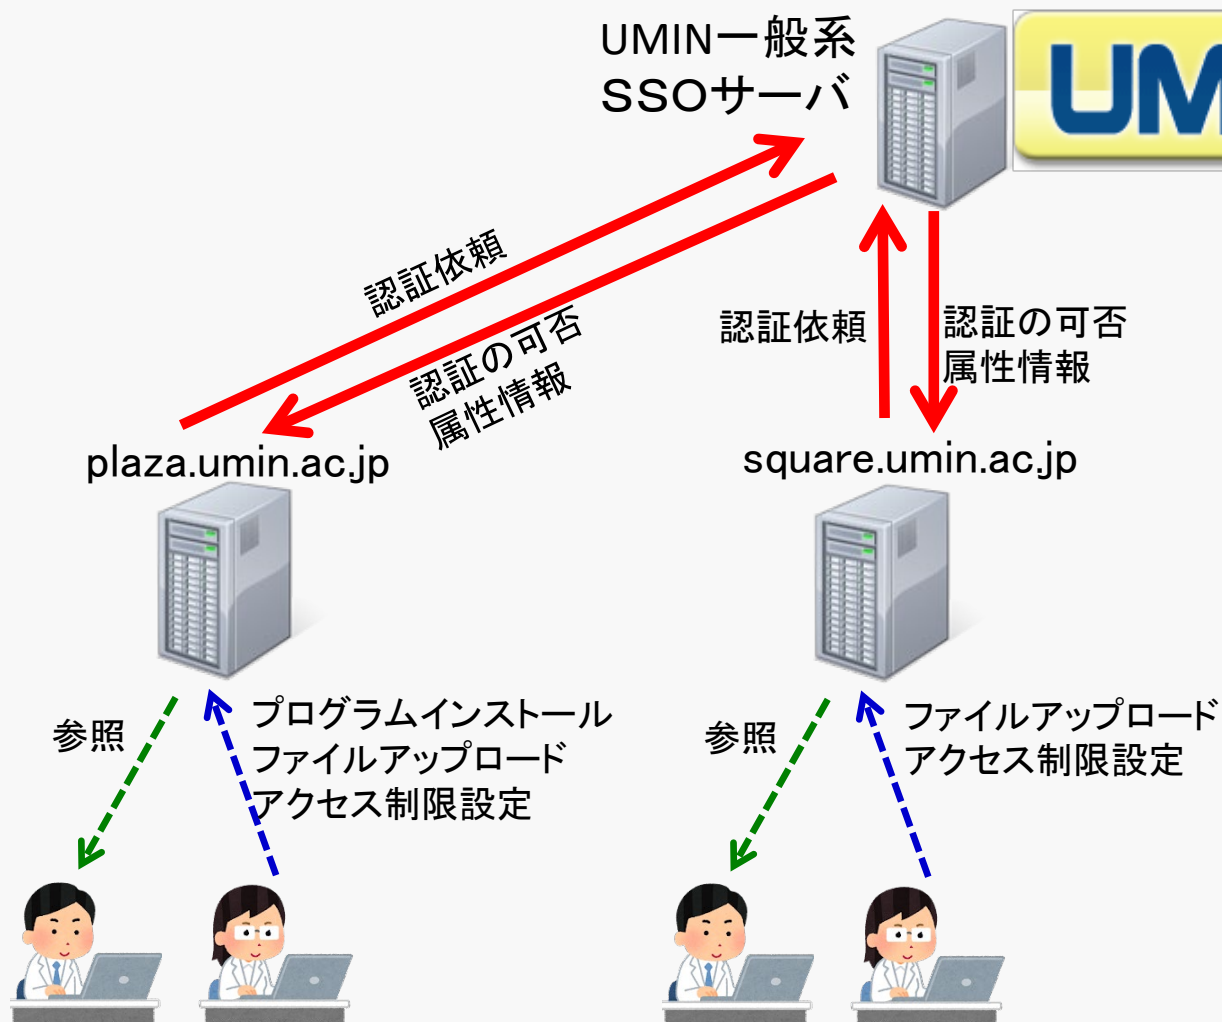 UMIN一般系
SSOサーバ
UM
認証依頼
認証の可否
属性情報
認証依頼
認証の可否
属性情報
plaza.umin.ac.jp
square.umin.ac.jp
参照
プログラムインストール
ファイルアップロード
アクセス制限設定
参照
ファイルアップロード
アクセス制限設定